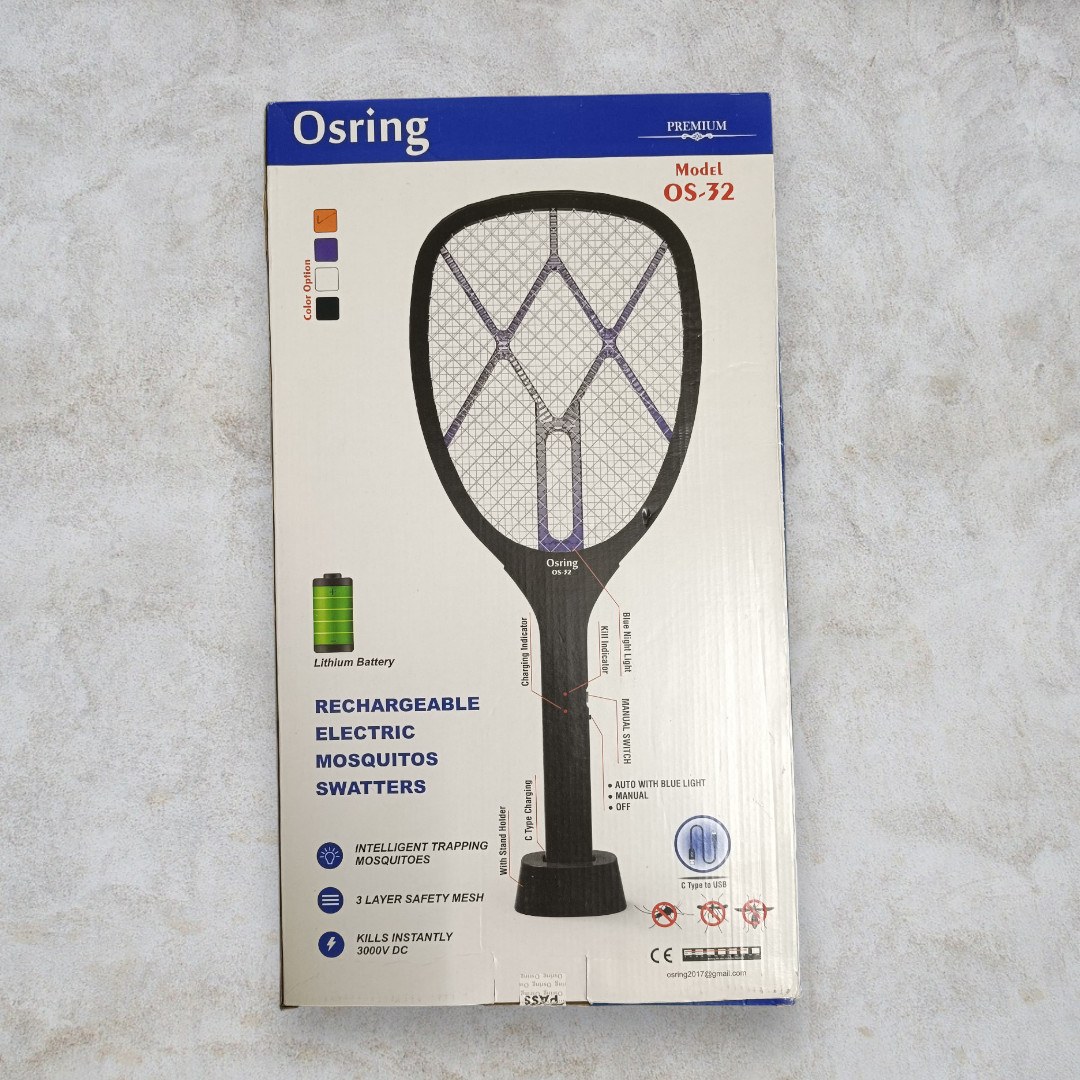 Osring
PREMIUM
Model
OS-32
Color Option
Osring
OS-32
Blue Night Light
Kill Indicator
Charging Indicator
MANUAL SWITCH
Lithium Battery
RECHARGEABLE
ELECTRIC
MOSQUITOS
SWATTERS
• AUTO WITH BLUE LIGHT
• MANUAL
• OFF
C Type Charging
With Stand Holder
INTELLIGENT TRAPPING
MOSQUITOES
3 LAYER SAFETY MESH
KILLS INSTANTLY
3000V DC
C Type to USB
CE
osring2017@gmail.com
PASS